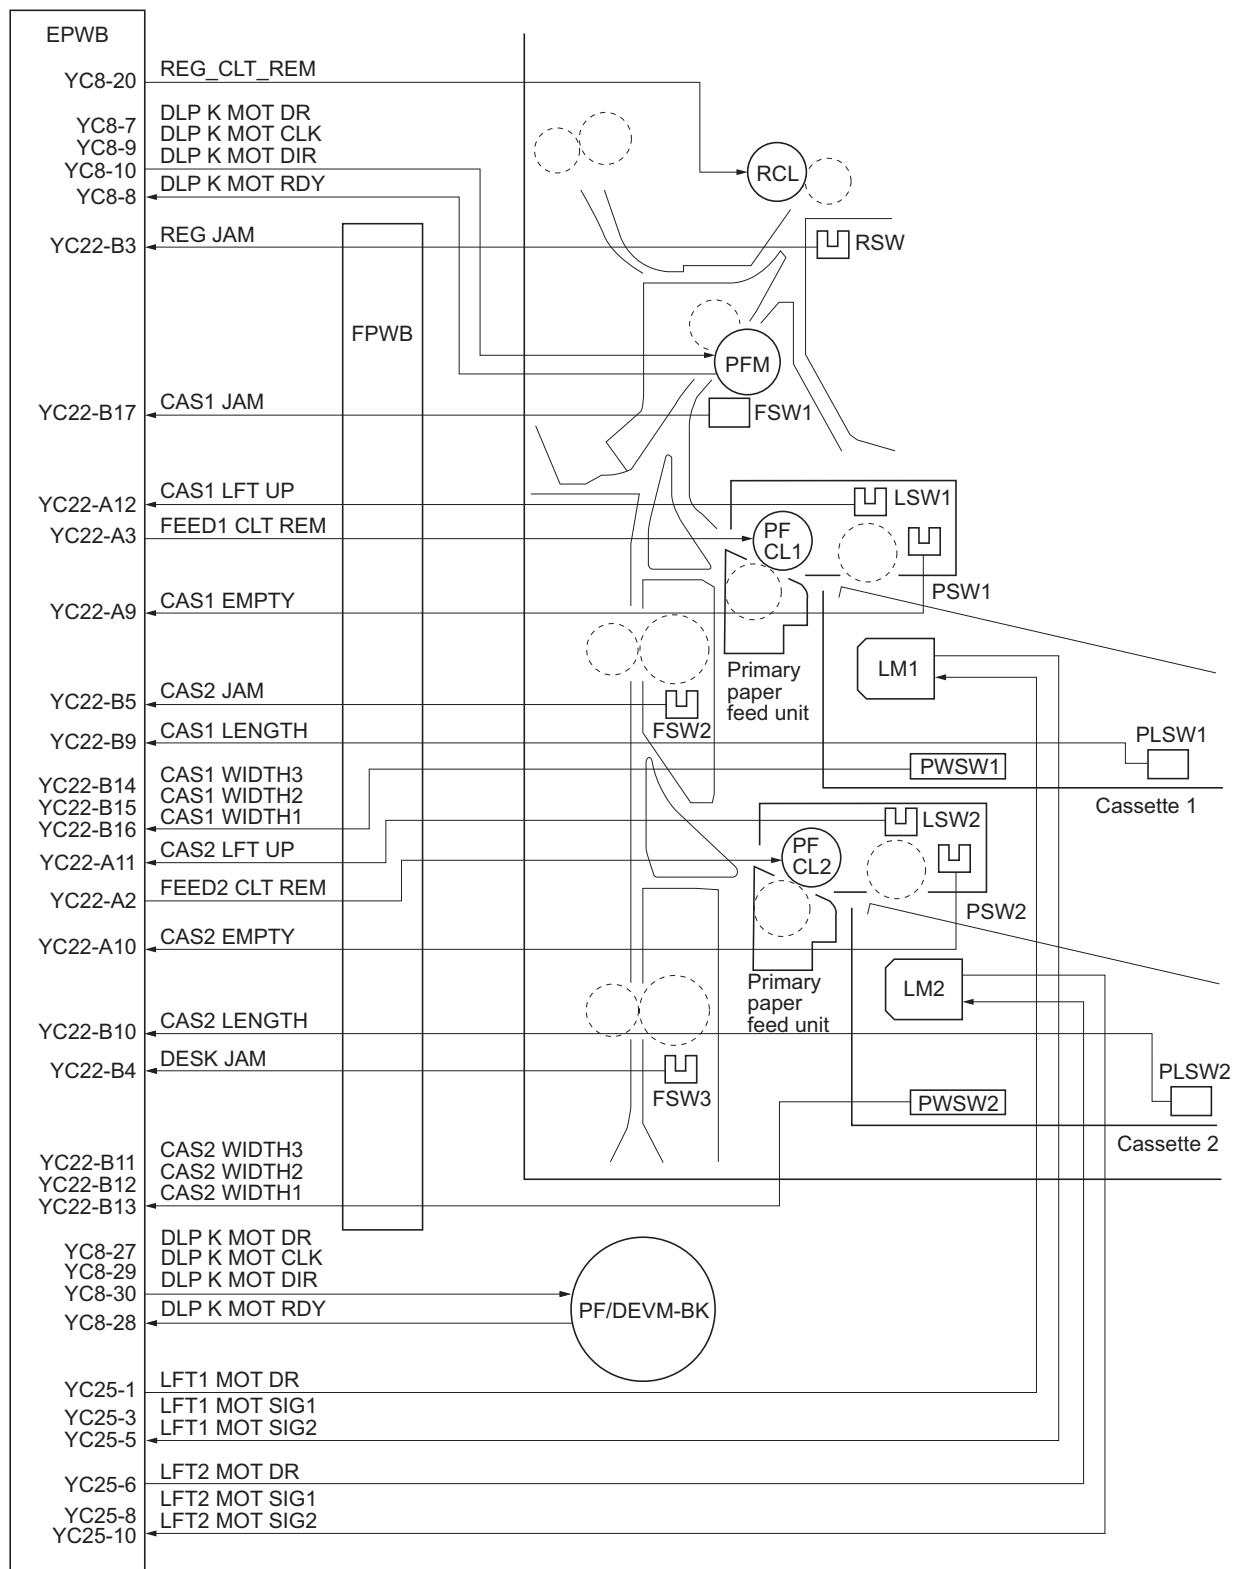 EPWB
YC8-20 REG_CLT_REM
YC8-7 DLP K MOT DR
YC8-9 DLP K MOT CLK
YC8-10 DLP K MOT DIR
YC8-8 DLP K MOT RDY
RCL
YC22-B3 REG JAM
RSW
FPWB
PFM
YC22-B17 CAS1 JAM
FSW1
YC22-A12 CAS1 LFT UP
LSW1
YC22-A3 FEED1 CLT REM
PF
CL1
PSW1
YC22-A9 CAS1 EMPTY
LM1
Primary
paper
feed unit
YC22-B5 CAS2 JAM
FSW2
YC22-B9 CAS1 LENGTH
PLSW1
YC22-B14 CAS1 WIDTH3
YC22-B15 CAS1 WIDTH2
YC22-B16 CAS1 WIDTH1
PWSW1
Cassette 1
LSW2
YC22-A11 CAS2 LFT UP
PF
CL2
YC22-A2 FEED2 CLT REM
PSW2
YC22-A10 CAS2 EMPTY
LM2
Primary
paper
feed unit
YC22-B10 CAS2 LENGTH
YC22-B4 DESK JAM
FSW3
PLSW2
PWSW2
Cassette 2
YC22-B11 CAS2 WIDTH3
YC22-B12 CAS2 WIDTH2
YC22-B13 CAS2 WIDTH1
YC8-27 DLP K MOT DR
YC8-29 DLP K MOT CLK
YC8-30 DLP K MOT DIR
YC8-28 DLP K MOT RDY
PF/DEVM-BK
YC25-1 LFT1 MOT DR
YC25-3 LFT1 MOT SIG1
YC25-5 LFT1 MOT SIG2
YC25-6 LFT2 MOT DR
YC25-8 LFT2 MOT SIG1
YC25-10 LFT2 MOT SIG2